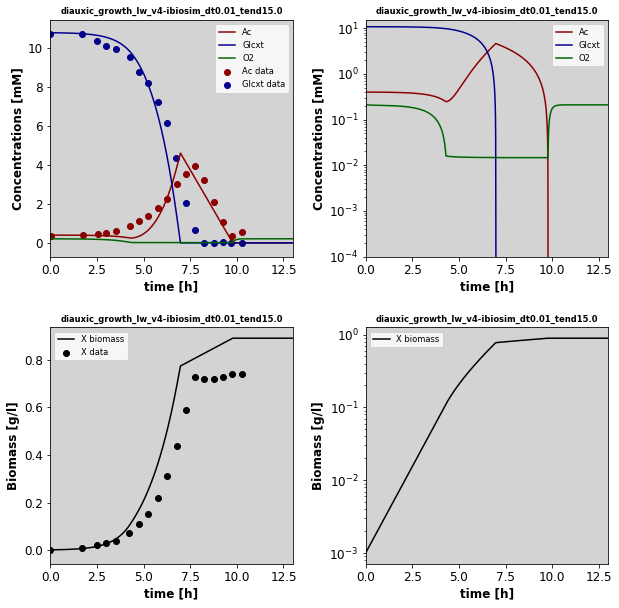 diauxic_growth_lw_v4-ibiosim_dt0.01_tend15.0
Concentrations [mM]
10
8
6
4
2
0
Ac
Glcxt
O2
Ac data
Glcxt data
0.0 2.5 5.0 7.5 10.0 12.5
time [h]
diauxic_growth_lw_v4-ibiosim_dt0.01_tend15.0
Concentrations [mM]
10^1
10^0
10^-1
10^-2
10^-3
10^-4
Ac
Glcxt
O2
0.0 2.5 5.0 7.5 10.0 12.5
time [h]
diauxic_growth_lw_v4-ibiosim_dt0.01_tend15.0
Biomass [g/l]
0.8
0.6
0.4
0.2
0.0
X biomass
X data
0.0 2.5 5.0 7.5 10.0 12.5
time [h]
diauxic_growth_lw_v4-ibiosim_dt0.01_tend15.0
Biomass [g/l]
10^0
10^-1
10^-2
10^-3
X biomass
0.0 2.5 5.0 7.5 10.0 12.5
time [h]